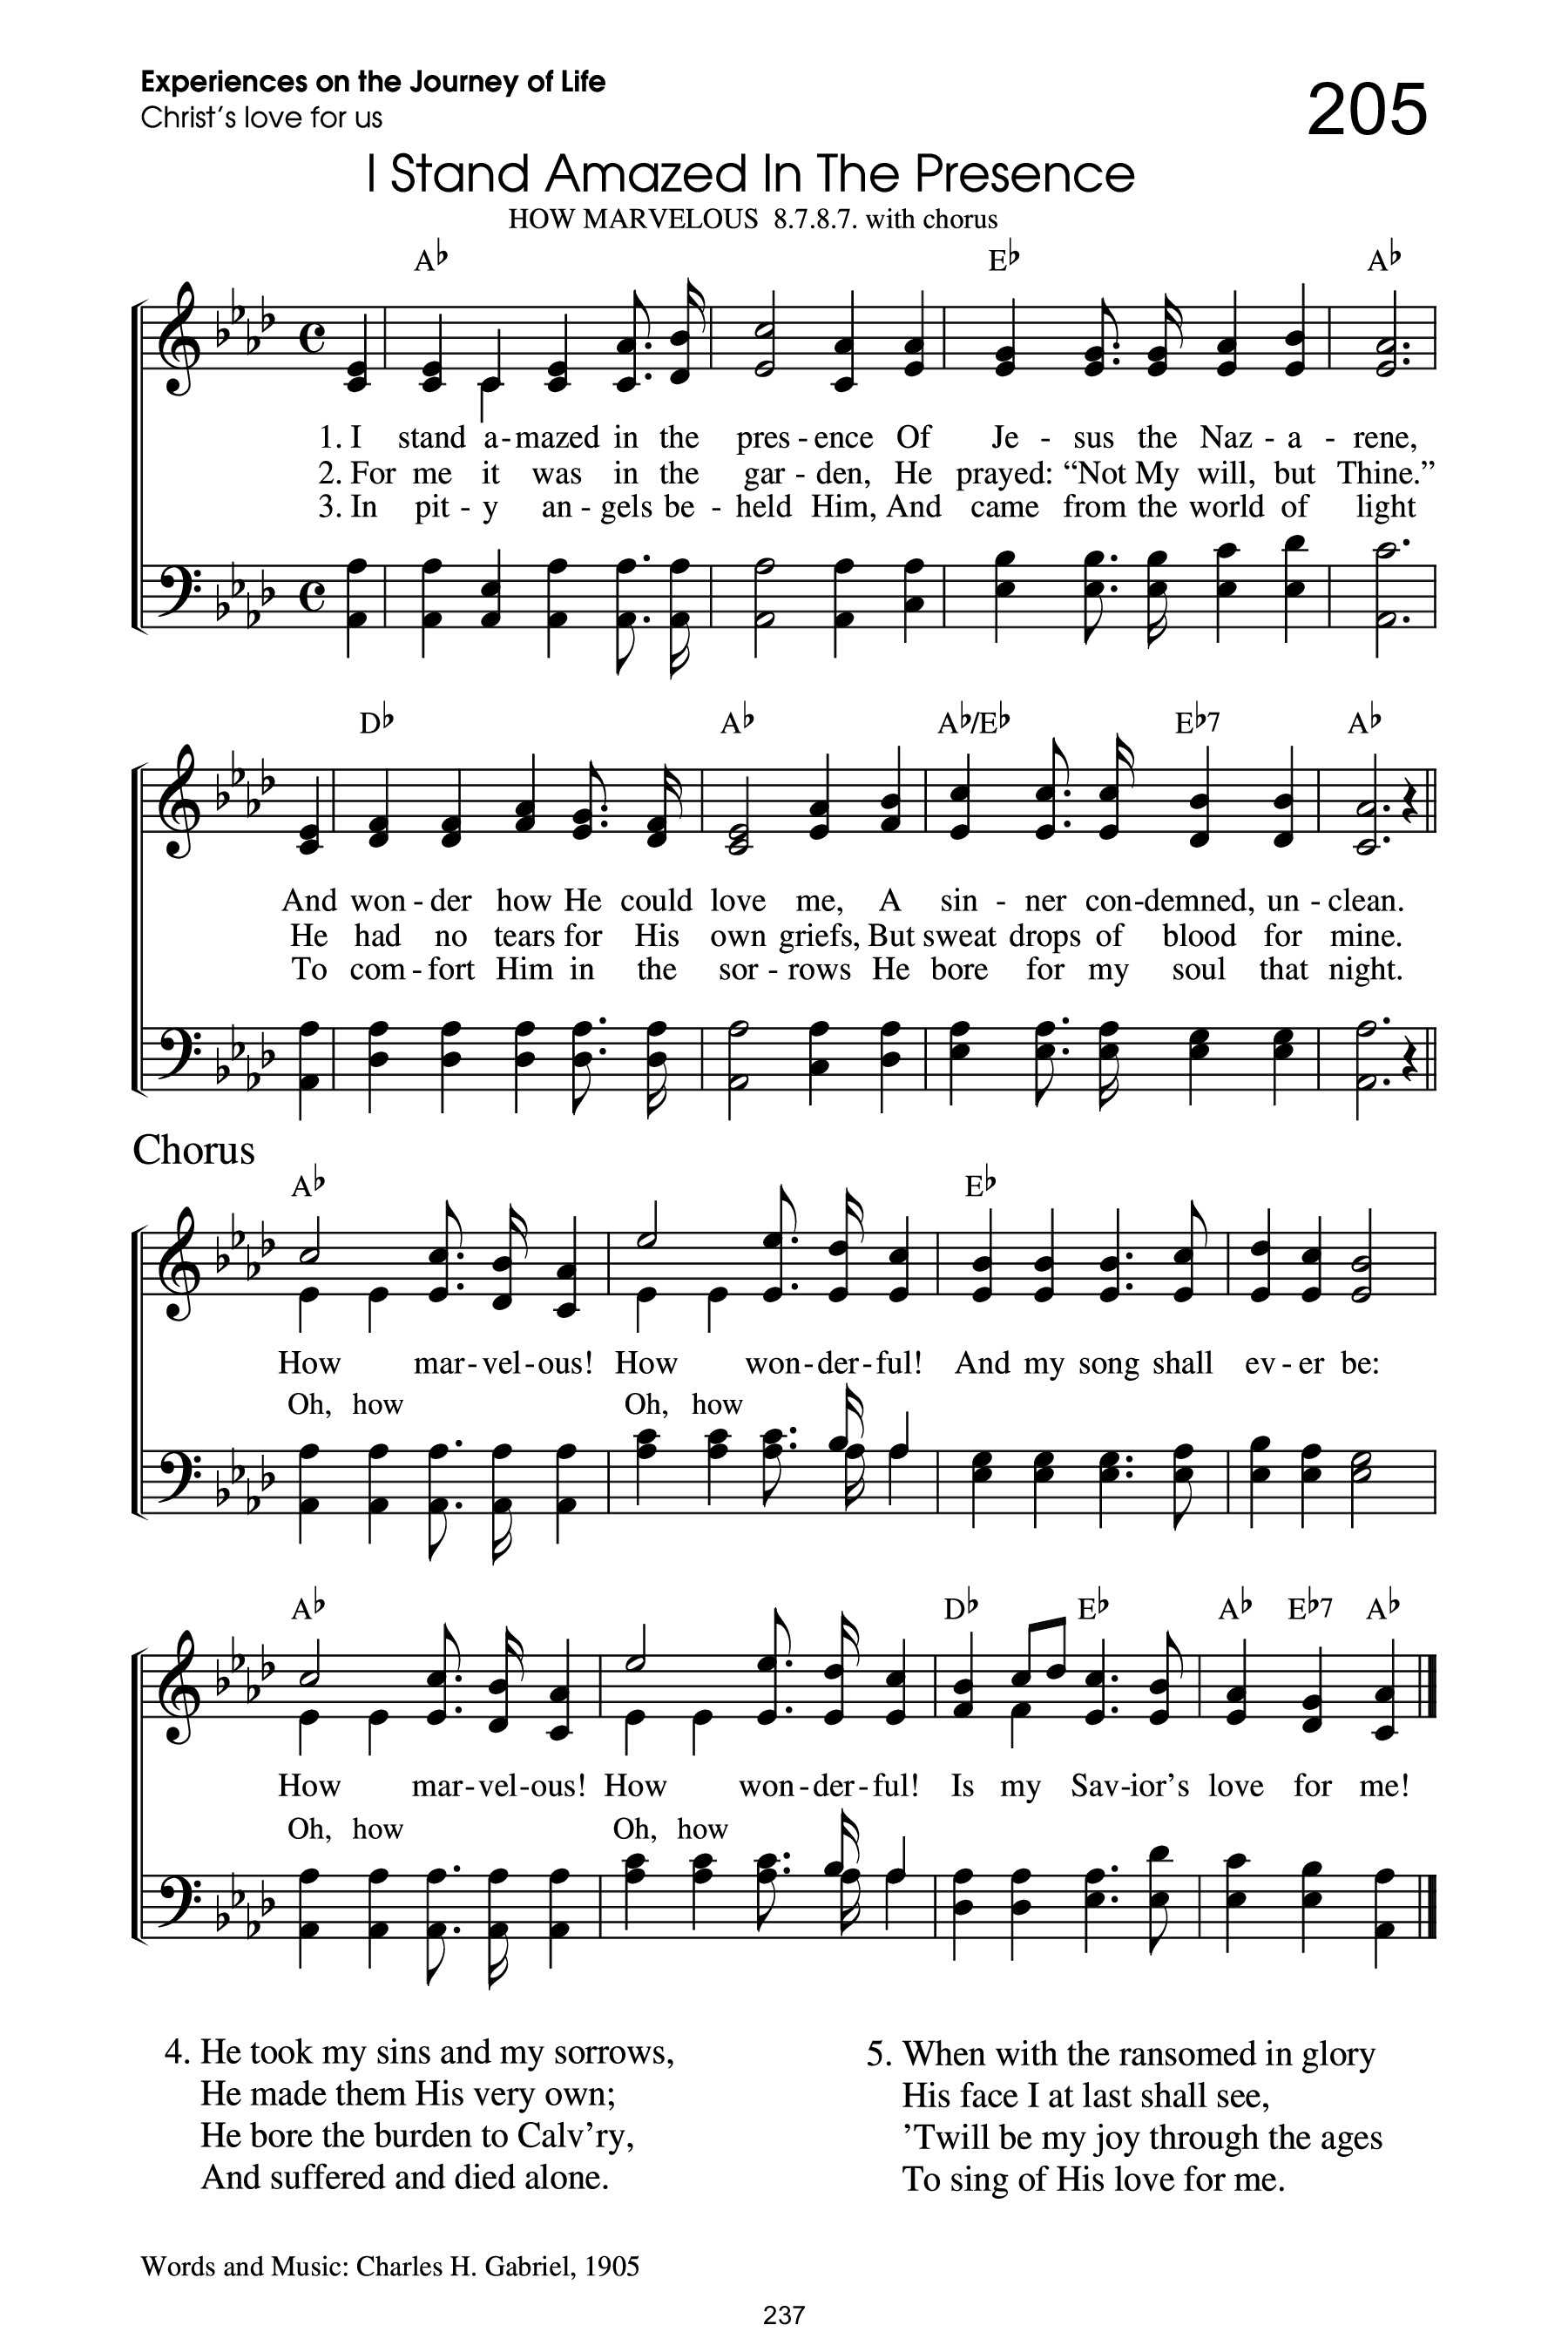 Experiences on the Journey of Life
Christ's love for us
205
I Stand Amazed In The Presence
HOW MARVELOUS 8.7.8.7. with chorus
A♭ E♭ A♭
1. I stand a-mazed in the pres-ence Of Je-sus the Naz-a-rene,
2. For me it was in the gar-den, He prayed: “Not My will, but Thine.”
3. In pit-y an-gels be-held Him, And came from the world of light
D♭ A♭ A♭/E♭ E♭7 A♭
And won-der how He could love me, A sin-ner con-demned, un-clean.
He had no tears for His own griefs, But sweat drops of blood for mine.
To com-fort Him in the sor-rows He bore for my soul that night.
Chorus
A♭ E♭
How mar-vel-ous! How won-der-ful! And my song shall ev-er be:
Oh, how Oh, how
A♭ D♭ E♭ A♭ E♭7 A♭
How mar-vel-ous! How won-der-ful! Is my Sav-ior’s love for me!
Oh, how Oh, how
4. He took my sins and my sorrows,
He made them His very own;
He bore the burden to Calv’ry,
And suffered and died alone.
5. When with the ransomed in glory
His face I at last shall see,
’Twill be my joy through the ages
To sing of His love for me.
Words and Music: Charles H. Gabriel, 1905
237